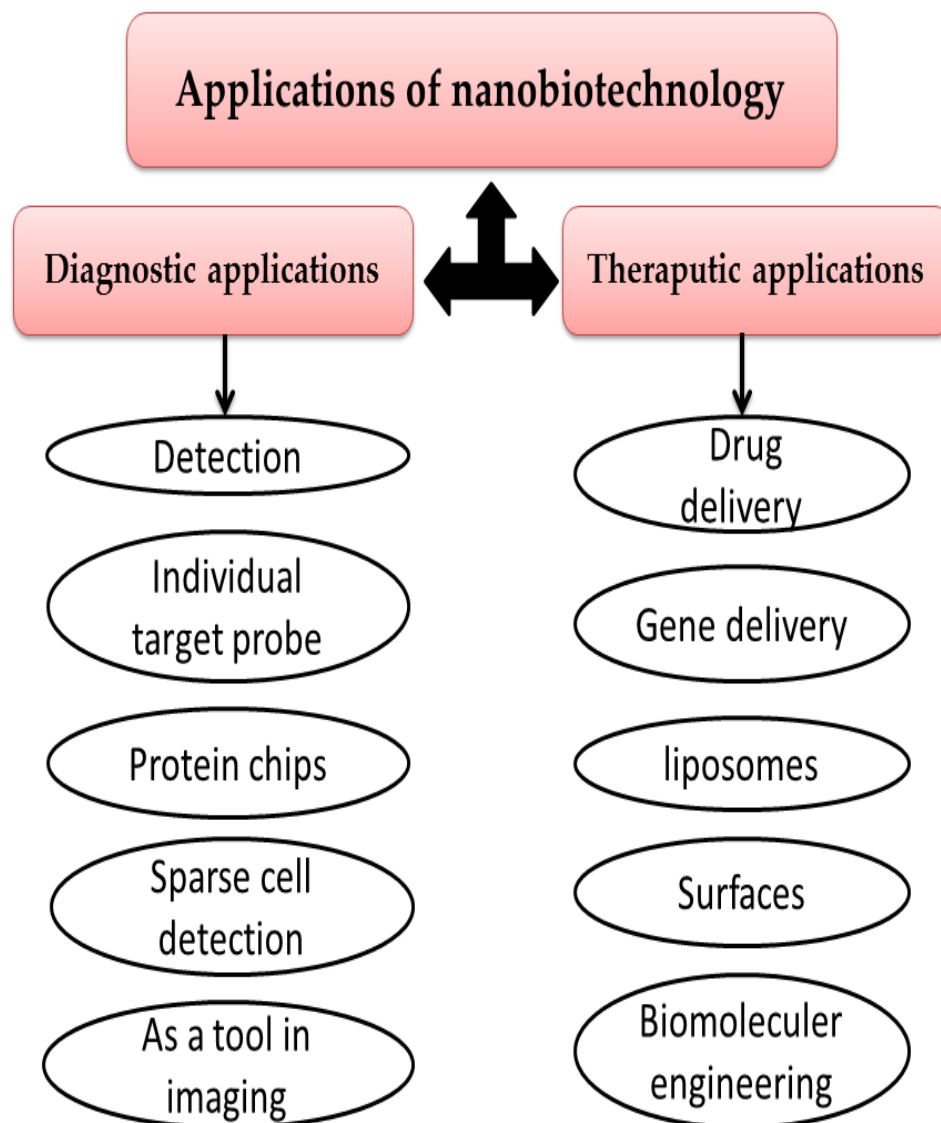 Applications of nanobiotechnology
Diagnostic applications
Theraputic applications
Detection
Individual
target probe
Protein chips
Sparse cell
detection
As a tool in
imaging
Drug
delivery
Gene delivery
liposomes
Surfaces
Biomoleculer
engineering